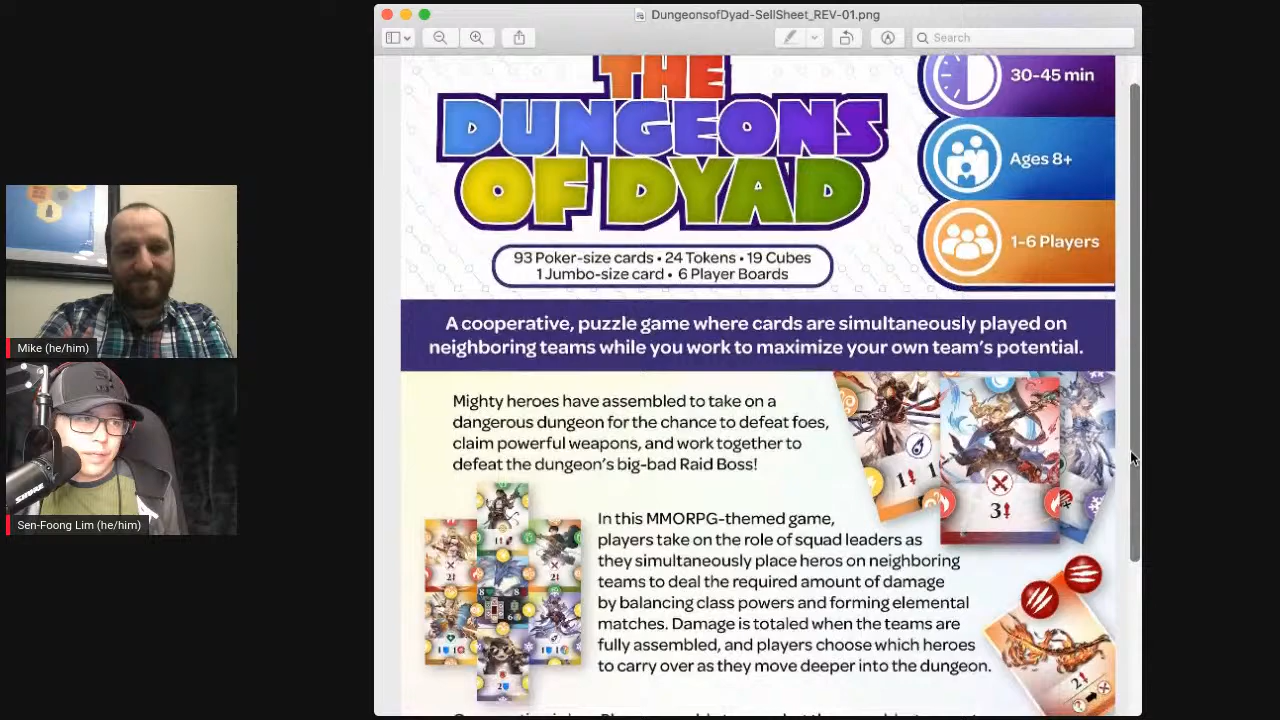 DungeonsofDyad-SellSheet_REV-01.png
Search
THE
DUNGEONS
OF DYAD
30-45 min
Ages 8+
1-6 Players
93 Poker-size cards • 24 Tokens • 19 Cubes
1 Jumbo-size card • 6 Player Boards
A cooperative, puzzle game where cards are simultaneously played on
neighboring teams while you work to maximize your own team's potential.
Mighty heroes have assembled to take on a
dangerous dungeon for the chance to defeat foes,
claim powerful weapons, and work together to
defeat the dungeon's big-bad Raid Boss!
1 1
3
In this MMORPG-themed game,
players take on the role of squad leaders as
they simultaneously place heros on neighboring
teams to deal the required amount of damage
by balancing class powers and forming elemental
matches. Damage is totaled when the teams are
fully assembled, and players choose which heroes
to carry over as they move deeper into the dungeon.
2
Mike (he/him)
SHURE
Sen-Foong Lim (he/him)